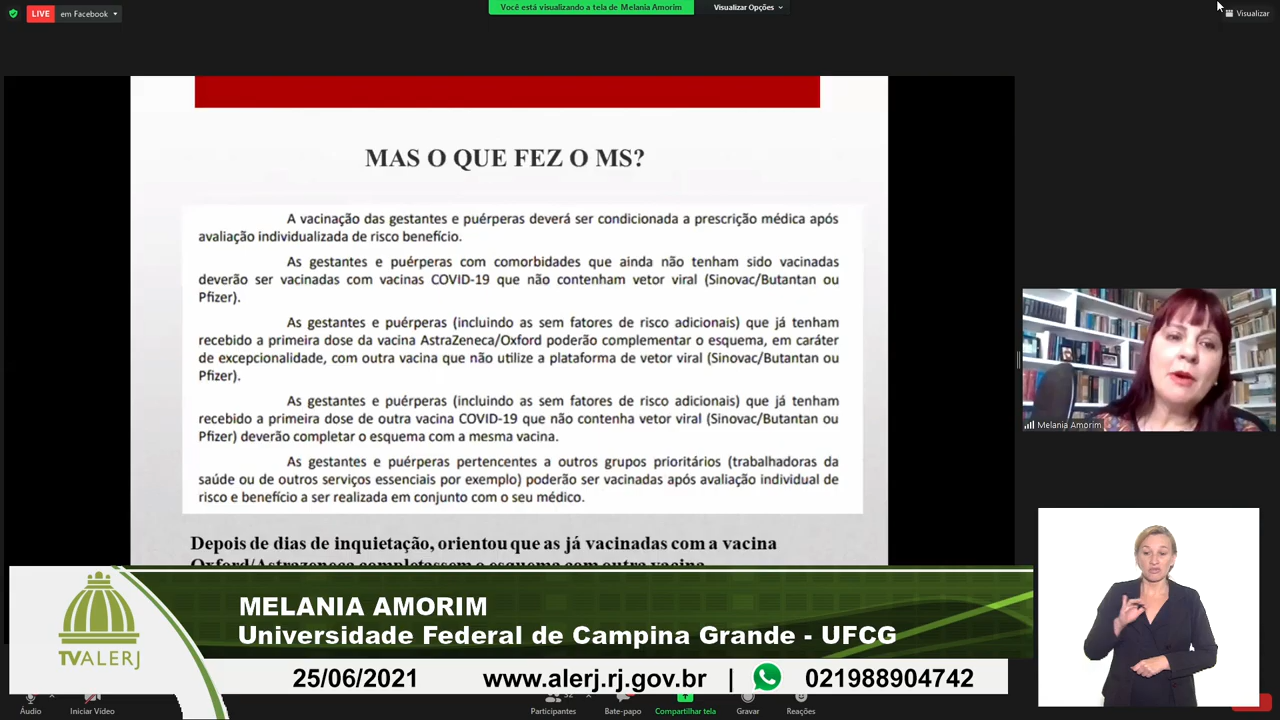 LIVE em Facebook
Você está visualizando a tela de Melania Amorim
Visualizar Opções
Visualizar
MAS O QUE FEZ O MS?
A vacinação das gestantes e puérperas deverá ser condicionada a prescrição médica após
avaliação individualizada de risco benefício.
As gestantes e puérperas com comorbidades que ainda não tenham sido vacinadas
deverão ser vacinadas com vacinas COVID-19 que não contenham vetor viral (Sinovac/Butantan ou
Pfizer).
As gestantes e puérperas (incluindo as sem fatores de risco adicionais) que já tenham
recebido a primeira dose da vacina AstraZeneca/Oxford poderão complementar o esquema, em caráter
de excepcionalidade, com outra vacina que não utilize a plataforma de vetor viral (Sinovac/Butantan ou
Pfizer).
As gestantes e puérperas (incluindo as sem fatores de risco adicionais) que já tenham
recebido a primeira dose de outra vacina COVID-19 que não contenha vetor viral (Sinovac/Butantan ou
Pfizer) deverão completar o esquema com a mesma vacina.
As gestantes e puérperas pertencentes a outros grupos prioritários (trabalhadoras da
saúde ou de outros serviços essenciais por exemplo) poderão ser vacinadas após avaliação individual de
risco e benefício a ser realizada em conjunto com o seu médico.
Depois de dias de inquietação, orientou que as já vacinadas com a vacina
Oxford/Astrazeneca completassem o esquema com outra vacina
Melania Amorim
MELANIA AMORIM
Universidade Federal de Campina Grande - UFCG
TVALERJ
25/06/2021 www.alerj.rj.gov.br | 021988904742
Áudio
Iniciar Vídeo
Participantes
Bate-papo
Compartilhar tela
Gravar
Reações